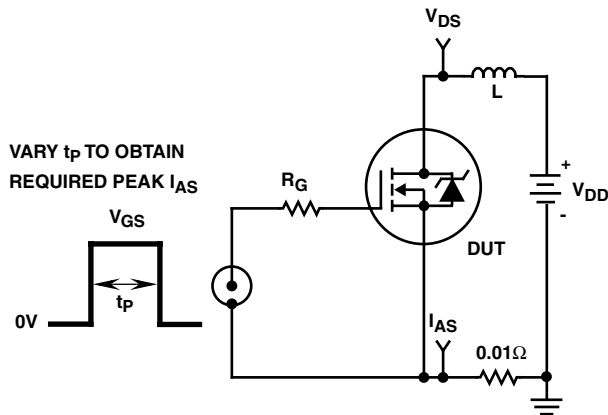 VDS
L
VARY tP TO OBTAIN
REQUIRED PEAK IAS
RG
+
VDD
-
VGS
DUT
tP
0V
IAS
0.01Ω